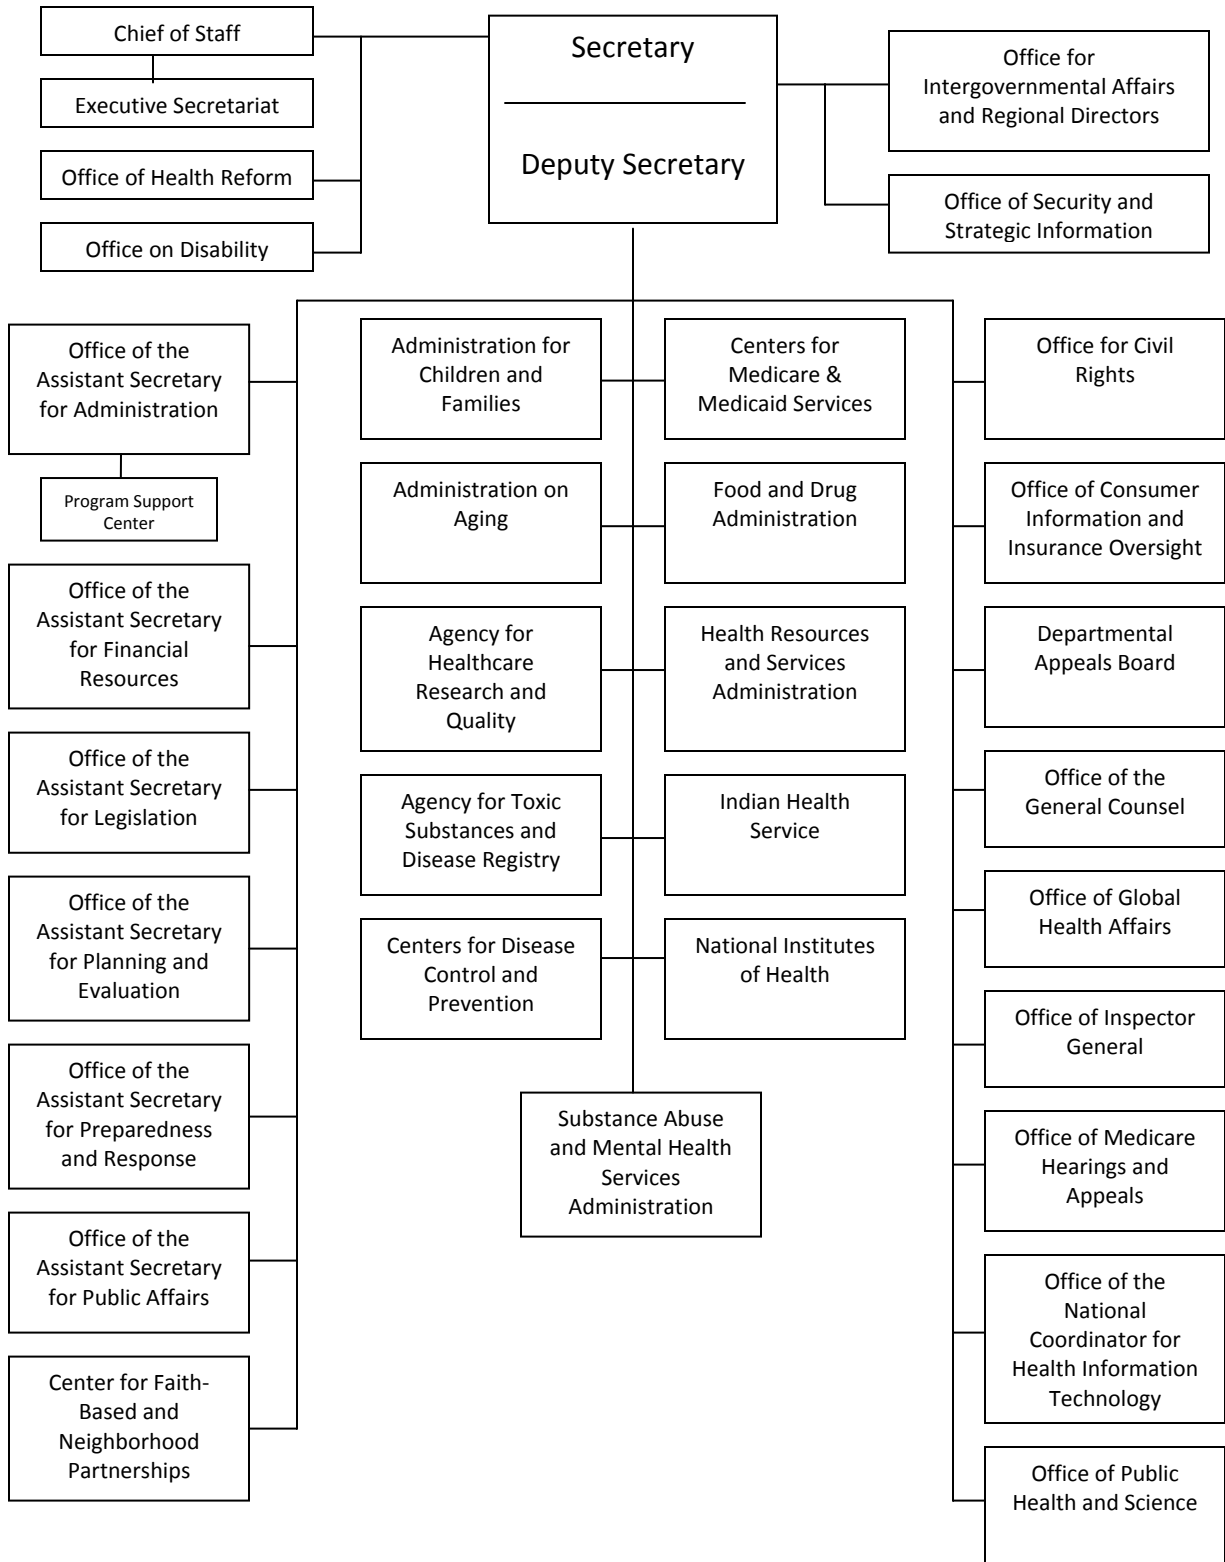 Chief of Staff
Executive Secretariat
Office of Health Reform
Office on Disability
Secretary
Deputy Secretary
Office for
Intergovernmental Affairs
and Regional Directors
Office of Security and
Strategic Information
Office of the
Assistant Secretary
for Administration
Program Support
Center
Office of the
Assistant Secretary
for Financial
Resources
Office of the
Assistant Secretary
for Legislation
Office of the
Assistant Secretary
for Planning and
Evaluation
Office of the
Assistant Secretary
for Preparedness
and Response
Office of the
Assistant Secretary
for Public Affairs
Center for Faith-
Based and
Neighborhood
Partnerships
Administration for
Children and
Families
Administration on
Aging
Agency for
Healthcare
Research and
Quality
Agency for Toxic
Substances and
Disease Registry
Centers for Disease
Control and
Prevention
Centers for
Medicare &
Medicaid Services
Food and Drug
Administration
Health Resources
and Services
Administration
Indian Health
Service
National Institutes
of Health
Substance Abuse
and Mental Health
Services
Administration
Office for Civil
Rights
Office of Consumer
Information and
Insurance Oversight
Departmental
Appeals Board
Office of the
General Counsel
Office of Global
Health Affairs
Office of Inspector
General
Office of Medicare
Hearings and
Appeals
Office of the
National
Coordinator for
Health Information
Technology
Office of Public
Health and Science